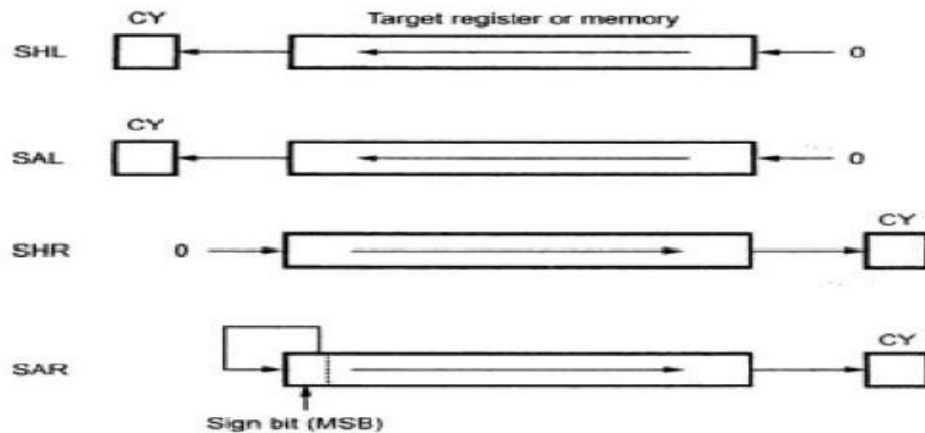 CY Target register or memory
SHL 0
CY
SAL 0
CY
SHR 0
CY
SAR
Sign bit (MSB)